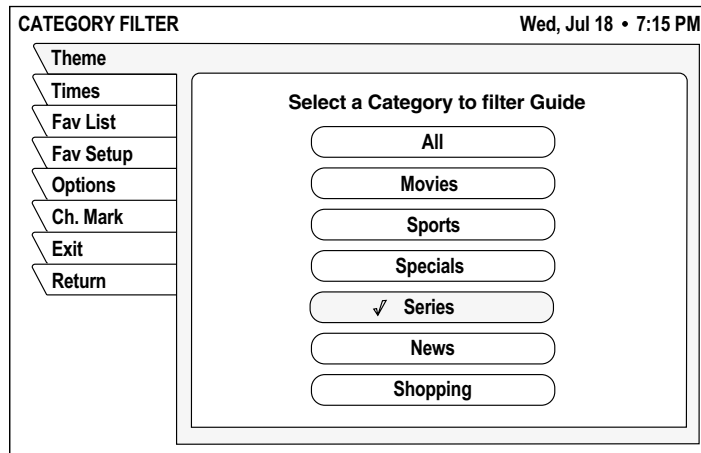 CATEGORY FILTER Wed, Jul 18 • 7:15 PM
Theme
Times
Fav List
Fav Setup
Options
Ch. Mark
Exit
Return
Select a Category to filter Guide
All
Movies
Sports
Specials
✓ Series
News
Shopping